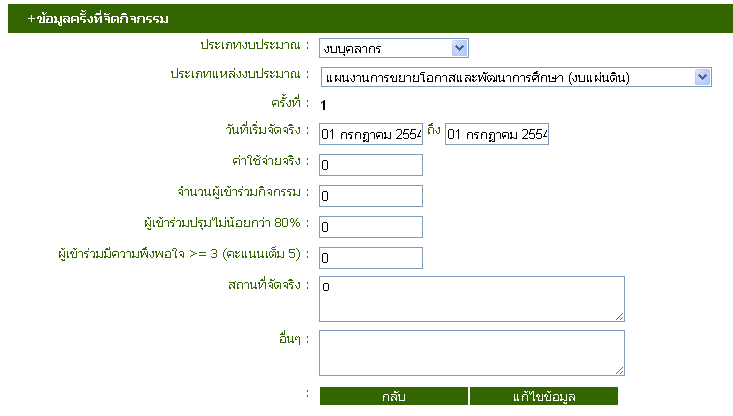 +ข้อมูลครั้งที่จัดกิจกรรม
ประเภทงบประมาณ : งบบุคลากร
ประเภทแหล่งงบประมาณ : แผนงานการขยายโอกาสและพัฒนาการศึกษา (งบแผ่นดิน)
ครั้งที่ : 1
วันที่เริ่มจัดจริง : 01 กรกฎาคม 2554 ถึง 01 กรกฎาคม 2554
ค่าใช้จ่ายจริง : 0
จำนวนผู้เข้าร่วมกิจกรรม : 0
ผู้เข้าร่วมปรุมไม่น้อยกว่า 80% : 0
ผู้เข้าร่วมมีความพึงพอใจ >= 3 (คะแนนเต็ม 5) : 0
สถานที่จัดจริง : 0
อื่นๆ :
: กลับ แก้ไขข้อมูล